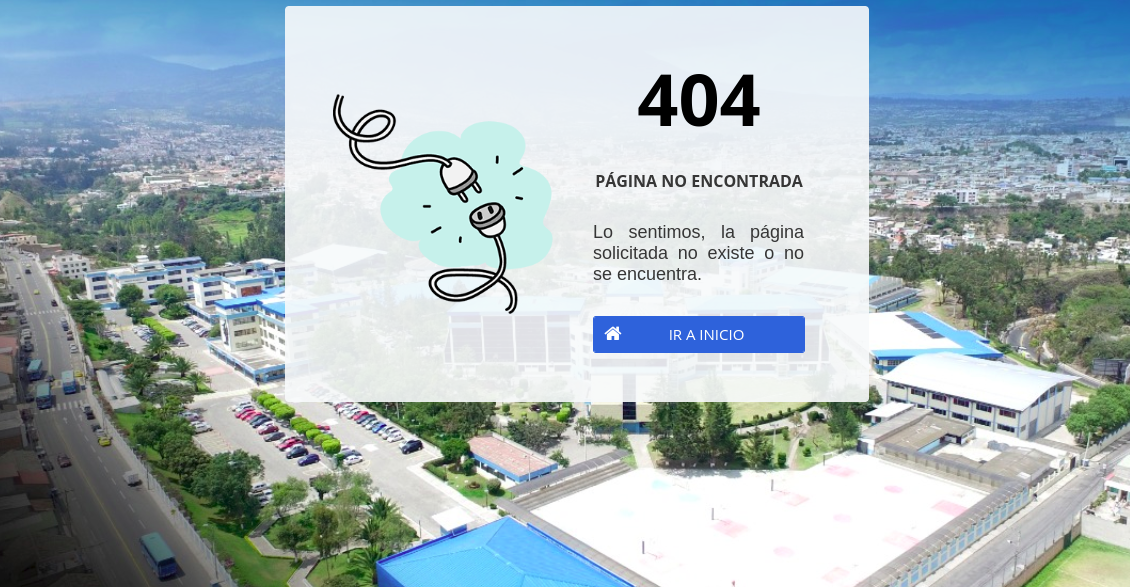 404
PÁGINA NO ENCONTRADA
Lo sentimos, la página
solicitada no existe o no
se encuentra.
IR A INICIO